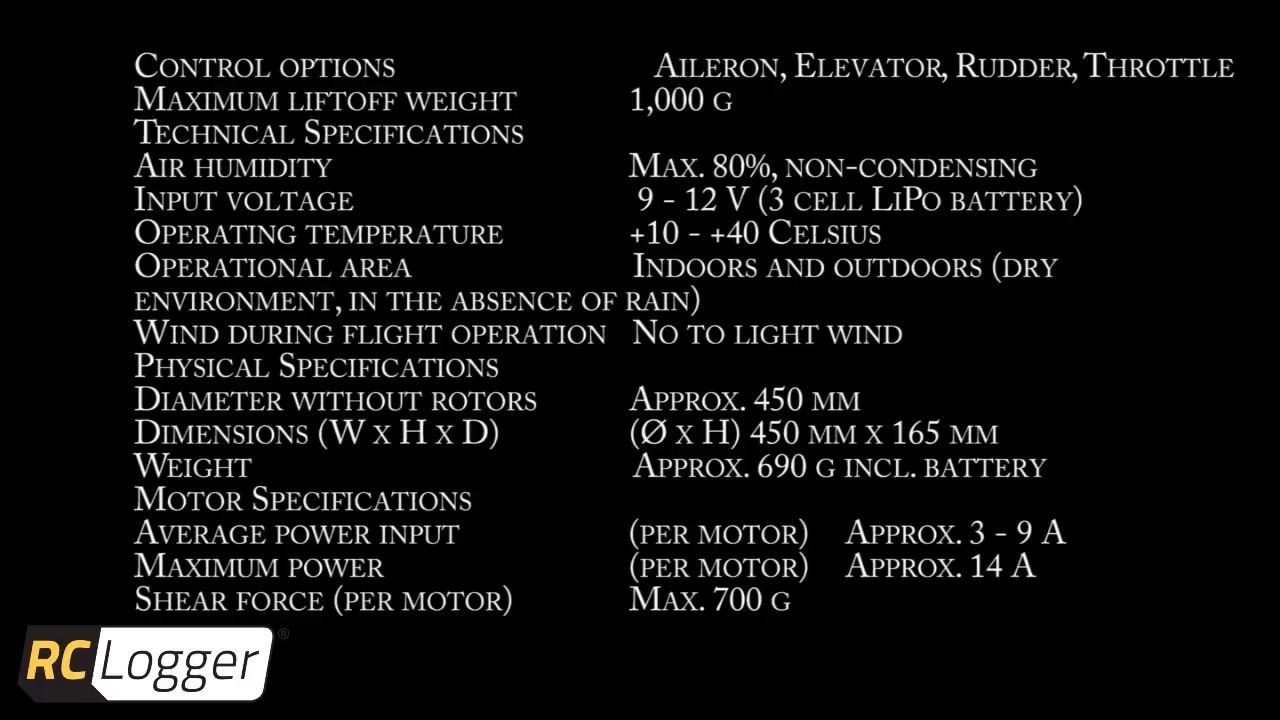 Control options Aileron, Elevator, Rudder, Throttle
Maximum liftoff weight 1,000 g
Technical Specifications
Air humidity Max. 80%, non-condensing
Input voltage 9 - 12 V (3 cell LiPo battery)
Operating temperature +10 - +40 Celsius
Operational area Indoors and outdoors (dry
environment, in the absence of rain)
Wind during flight operation No to light wind
Physical Specifications
Diameter without rotors Approx. 450 mm
Dimensions (W x H x D) (Ø x H) 450 mm x 165 mm
Weight Approx. 690 g incl. battery
Motor Specifications
Average power input (per motor) Approx. 3 - 9 A
Maximum power (per motor) Approx. 14 A
Shear force (per motor) Max. 700 g
RC Logger ®